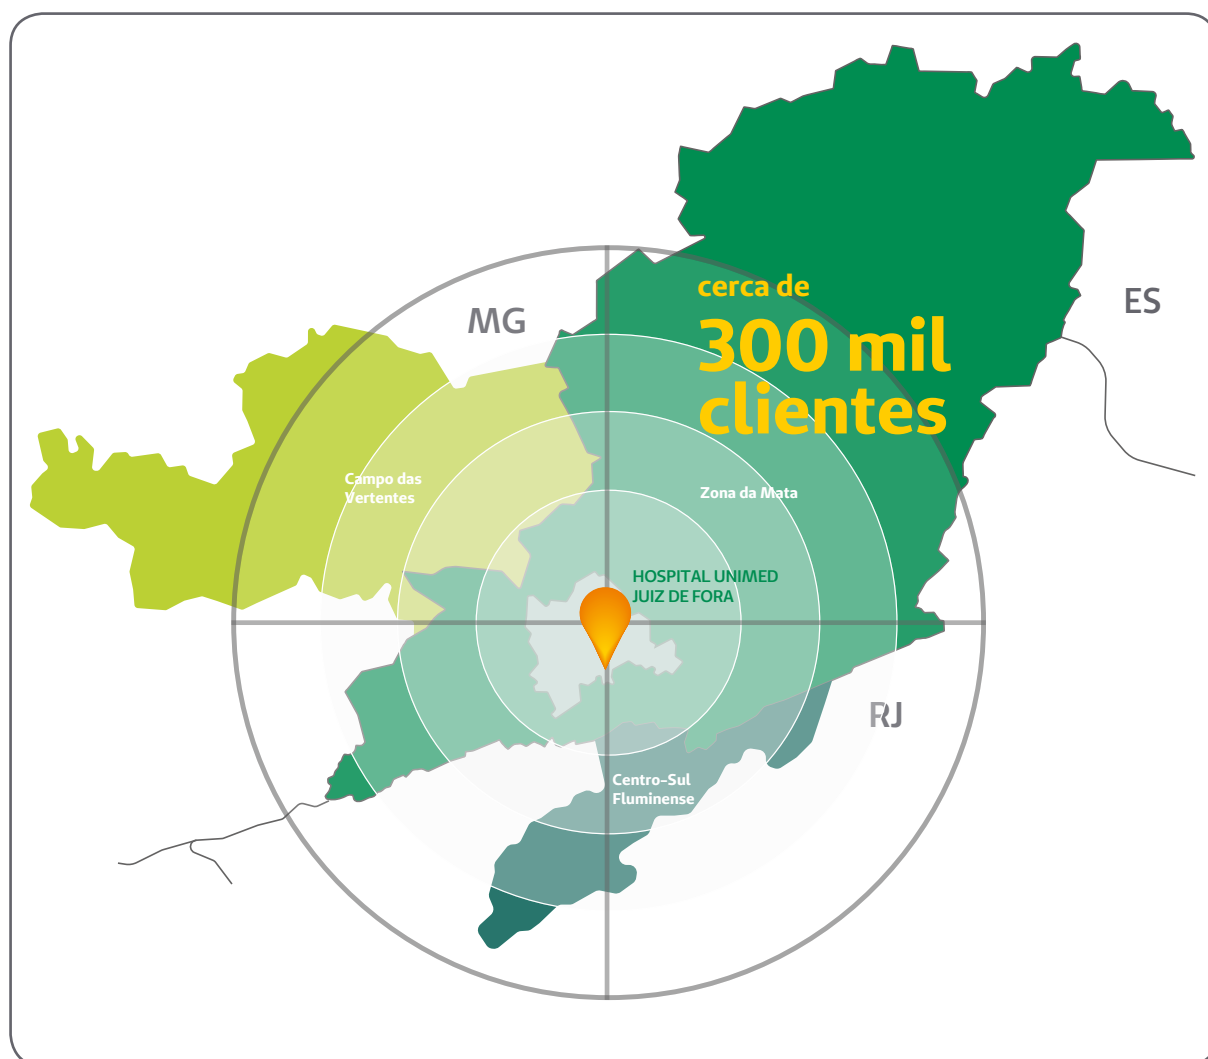 cerca de
300 mil
clientes
MG
ES
Campo das
Vertentes
Zona da Mata
HOSPITAL UNIMED
JUIZ DE FORA
RJ
Centro-Sul
Fluminense